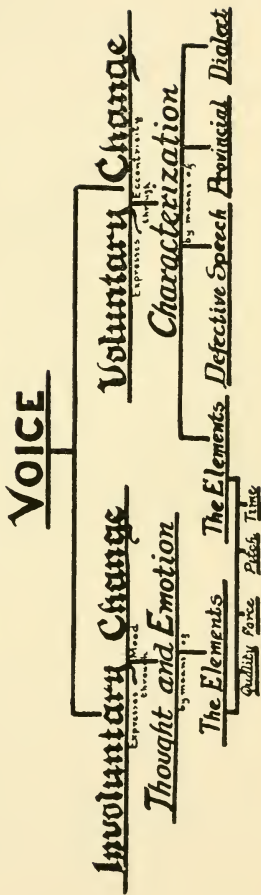 VOICE
Involuntary Change
Expresses Mood
through
Thought and Emotion
by means of
The Elements
Voluntary Change
Expresses Eccentricity
through
Characterization
by means of
The Elements
Defective Speech
Provincial
Dialect
Quality Force Pitch Time